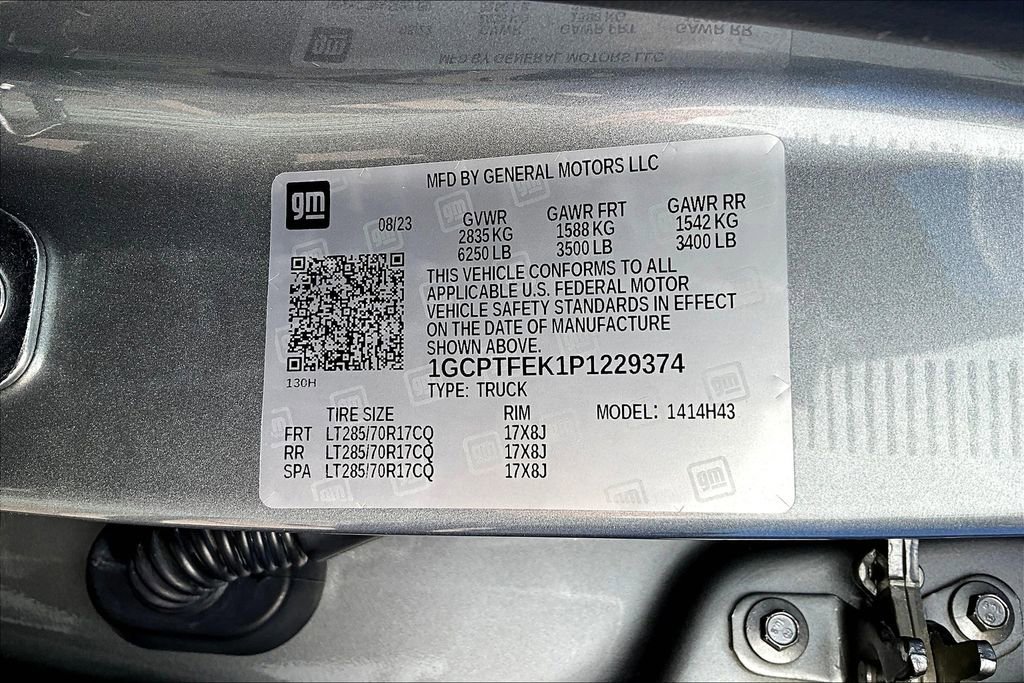 MFD BY GENERAL MOTORS LLC
gm
08/23
GVWR GAWR FRT GAWR RR
2835 KG 1588 KG 1542 KG
6250 LB 3500 LB 3400 LB
THIS VEHICLE CONFORMS TO ALL
APPLICABLE U.S. FEDERAL MOTOR
VEHICLE SAFETY STANDARDS IN EFFECT
ON THE DATE OF MANUFACTURE
SHOWN ABOVE.
1GCPTFEK1P1229374
130H
TYPE: TRUCK
TIRE SIZE RIM MODEL: 1414H43
FRT LT285/70R17CQ 17X8J
RR LT285/70R17CQ 17X8J
SPA LT285/70R17CQ 17X8J